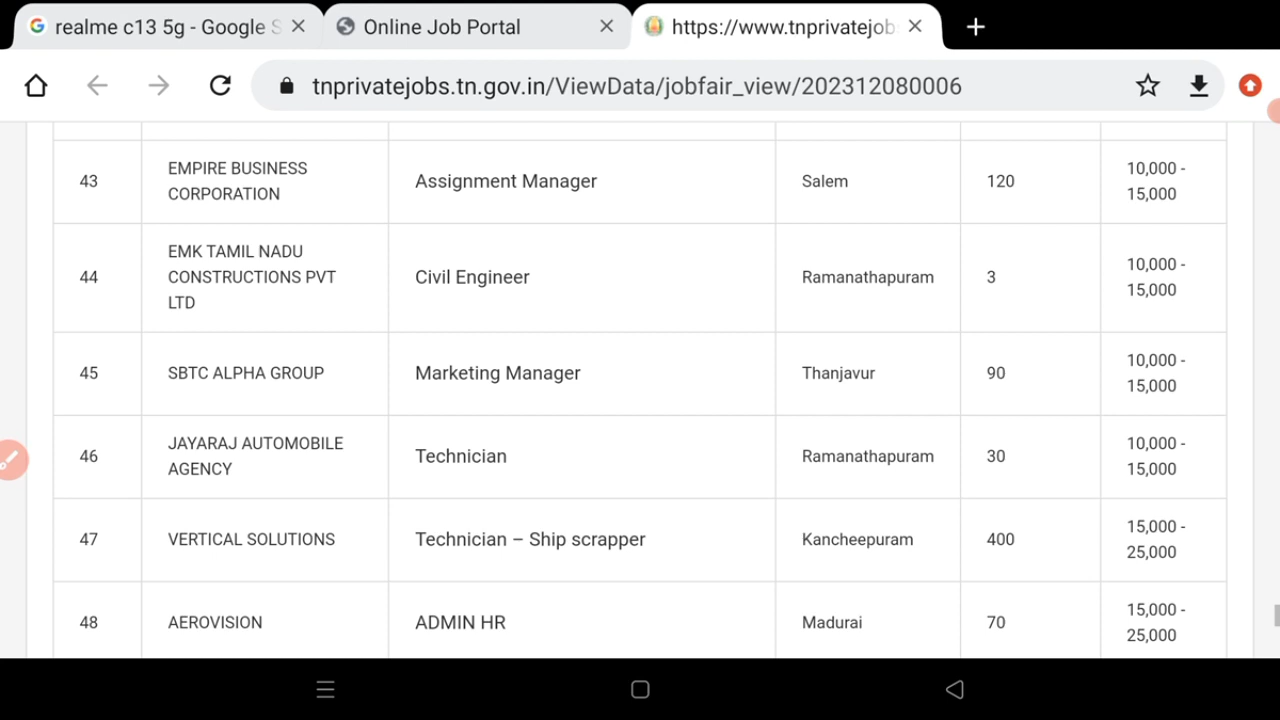 realme c13 5g - Google S
Online Job Portal
https://www.tnprivatejob
tnprivatejobs.tn.gov.in/ViewData/jobfair_view/202312080006
43
EMPIRE BUSINESS
CORPORATION
Assignment Manager
Salem
120
10,000 -
15,000
44
EMK TAMIL NADU
CONSTRUCTIONS PVT
LTD
Civil Engineer
Ramanathapuram
3
10,000 -
15,000
45
SBTC ALPHA GROUP
Marketing Manager
Thanjavur
90
10,000 -
15,000
46
JAYARAJ AUTOMOBILE
AGENCY
Technician
Ramanathapuram
30
10,000 -
15,000
47
VERTICAL SOLUTIONS
Technician – Ship scrapper
Kancheepuram
400
15,000 -
25,000
48
AEROVISION
ADMIN HR
Madurai
70
15,000 -
25,000